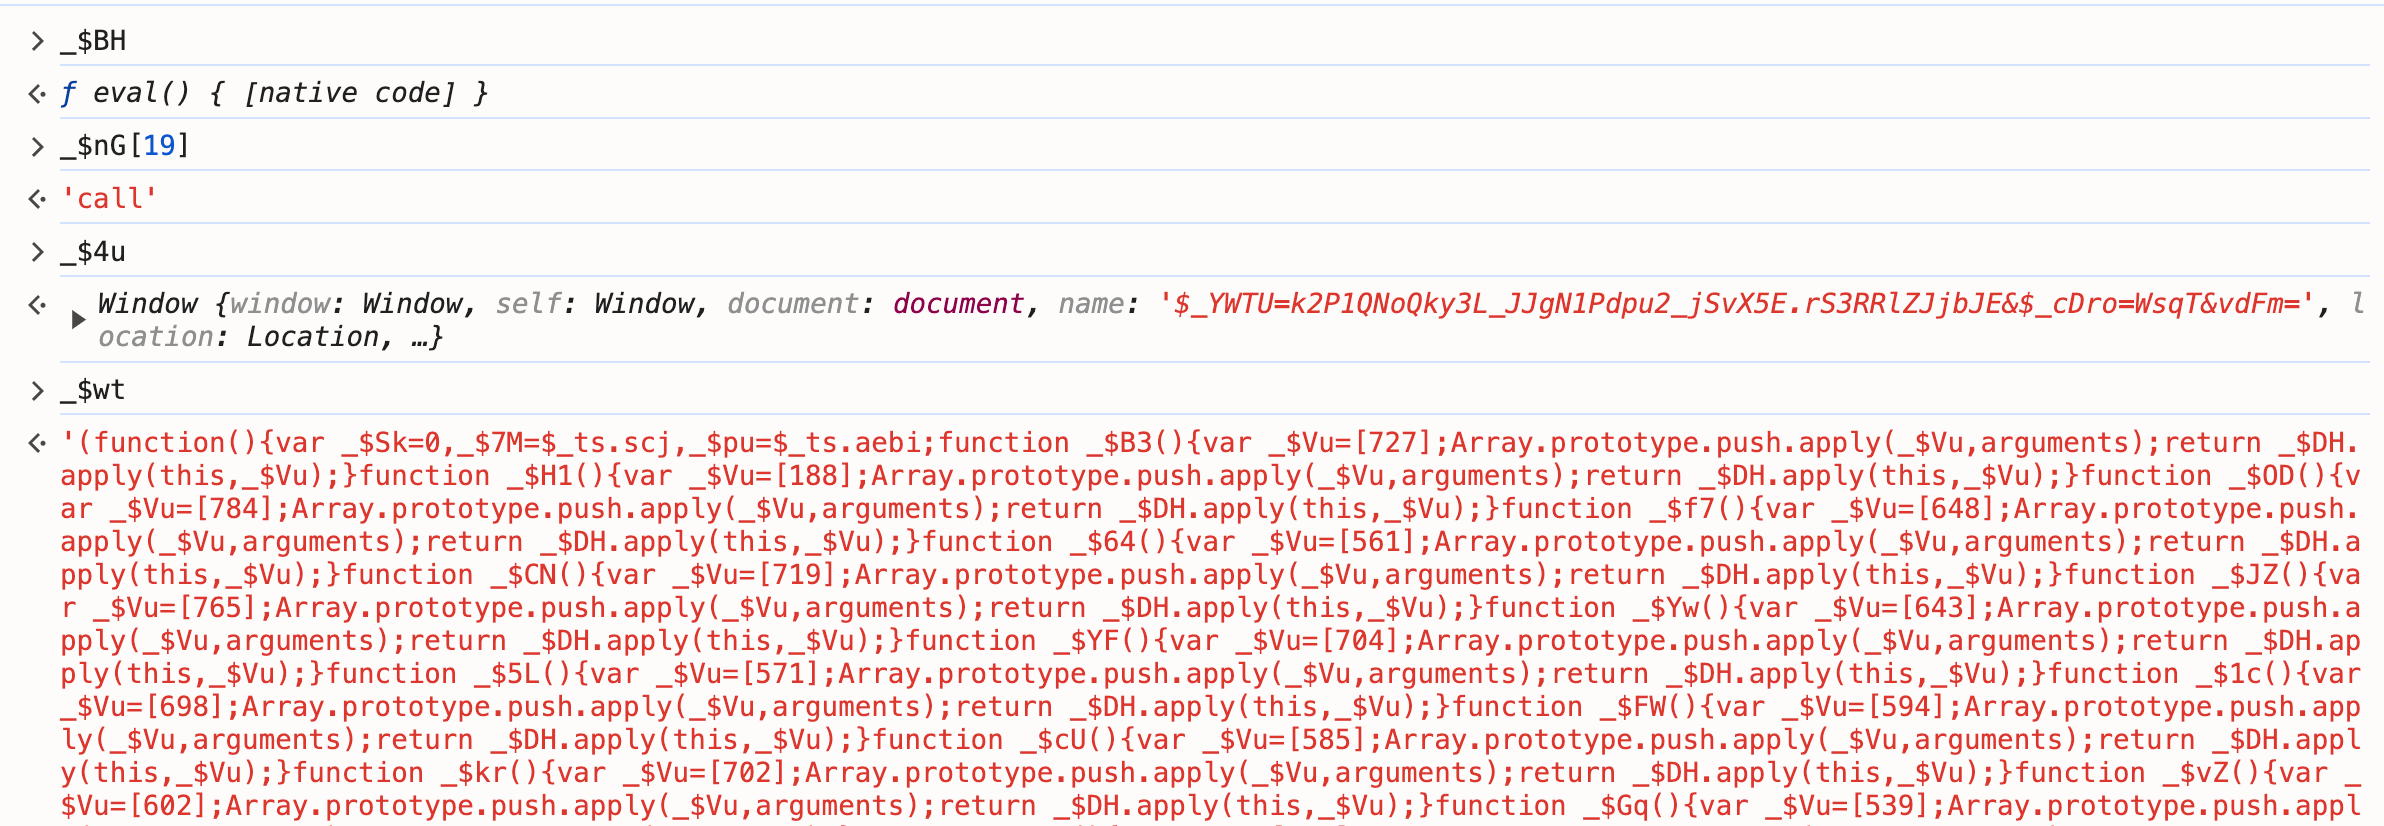 > _$BH
<· ƒ eval() { [native code] }
> _$nG[19]
<· 'call'
> _$4u
<· ▶ Window {window: Window, self: Window, document: document, name: '$_YWTU=k2P1QNoQky3L_JJgN1Pdpu2_jSvX5E.rS3RRlZJjbJE&$_cDro=WsqT&vdFm=', l
ocation: Location, …}
> _$wt
<· '(function(){var _$Sk=0,_$7M=$_ts.scj,_$pu=$_ts.aebi;function _$B3(){var _$Vu=[727];Array.prototype.push.apply(_$Vu,arguments);return _$DH.
apply(this,_$Vu);}function _$H1(){var _$Vu=[188];Array.prototype.push.apply(_$Vu,arguments);return _$DH.apply(this,_$Vu);}function _$OD(){v
ar _$Vu=[784];Array.prototype.push.apply(_$Vu,arguments);return _$DH.apply(this,_$Vu);}function _$f7(){var _$Vu=[648];Array.prototype.push.
apply(_$Vu,arguments);return _$DH.apply(this,_$Vu);}function _$64(){var _$Vu=[561];Array.prototype.push.apply(_$Vu,arguments);return _$DH.a
pply(this,_$Vu);}function _$CN(){var _$Vu=[719];Array.prototype.push.apply(_$Vu,arguments);return _$DH.apply(this,_$Vu);}function _$JZ(){va
r _$Vu=[765];Array.prototype.push.apply(_$Vu,arguments);return _$DH.apply(this,_$Vu);}function _$Yw(){var _$Vu=[643];Array.prototype.push.a
pply(_$Vu,arguments);return _$DH.apply(this,_$Vu);}function _$YF(){var _$Vu=[704];Array.prototype.push.apply(_$Vu,arguments);return _$DH.ap
ply(this,_$Vu);}function _$5L(){var _$Vu=[571];Array.prototype.push.apply(_$Vu,arguments);return _$DH.apply(this,_$Vu);}function _$1c(){var
_$Vu=[698];Array.prototype.push.apply(_$Vu,arguments);return _$DH.apply(this,_$Vu);}function _$FW(){var _$Vu=[594];Array.prototype.push.app
ly(_$Vu,arguments);return _$DH.apply(this,_$Vu);}function _$cU(){var _$Vu=[585];Array.prototype.push.apply(_$Vu,arguments);return _$DH.appl
y(this,_$Vu);}function _$kr(){var _$Vu=[702];Array.prototype.push.apply(_$Vu,arguments);return _$DH.apply(this,_$Vu);}function _$vZ(){var _
$Vu=[602];Array.prototype.push.apply(_$Vu,arguments);return _$DH.apply(this,_$Vu);}function _$Gq(){var _$Vu=[539];Array.prototype.push.appl